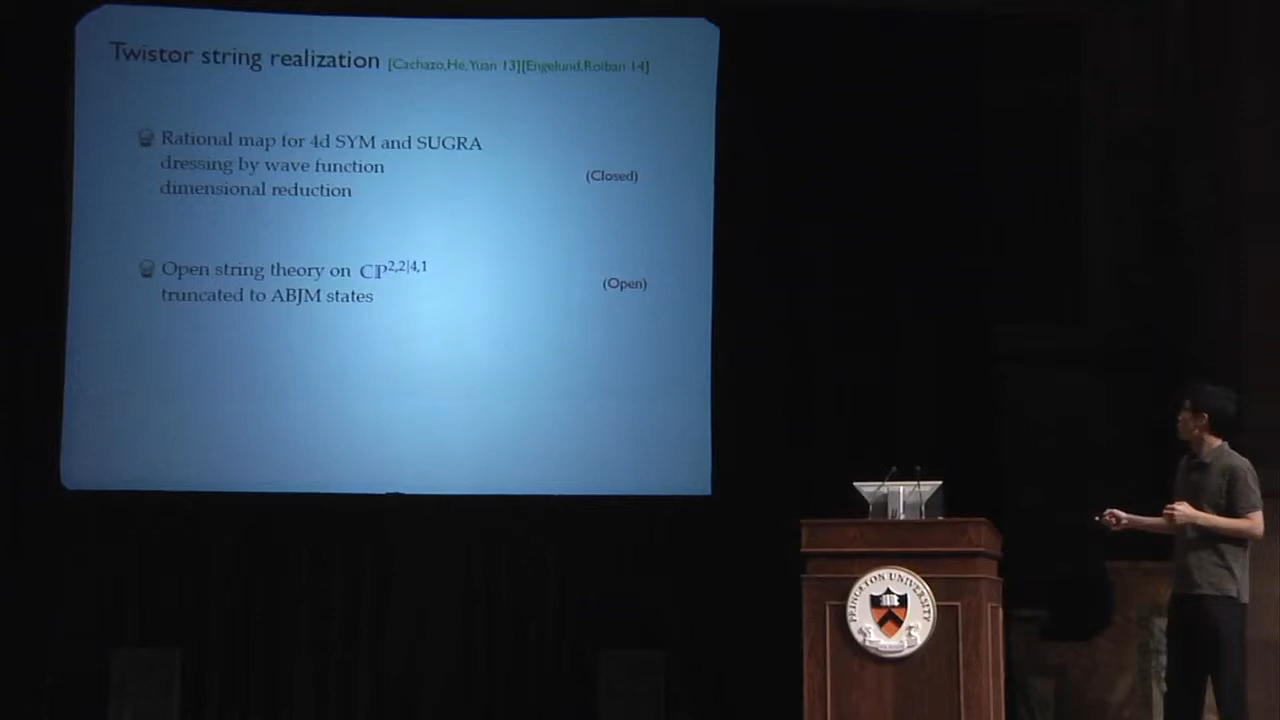 Twistor string realization [Cachazo,He,Yuan 13][Engelund,Roiban 14]
Rational map for 4d SYM and SUGRA
dressing by wave function
(Closed)
dimensional reduction
Open string theory on ℂℙ^{2,2|4,1}
(Open)
truncated to ABJM states
PRINCETON UNIVERSITY